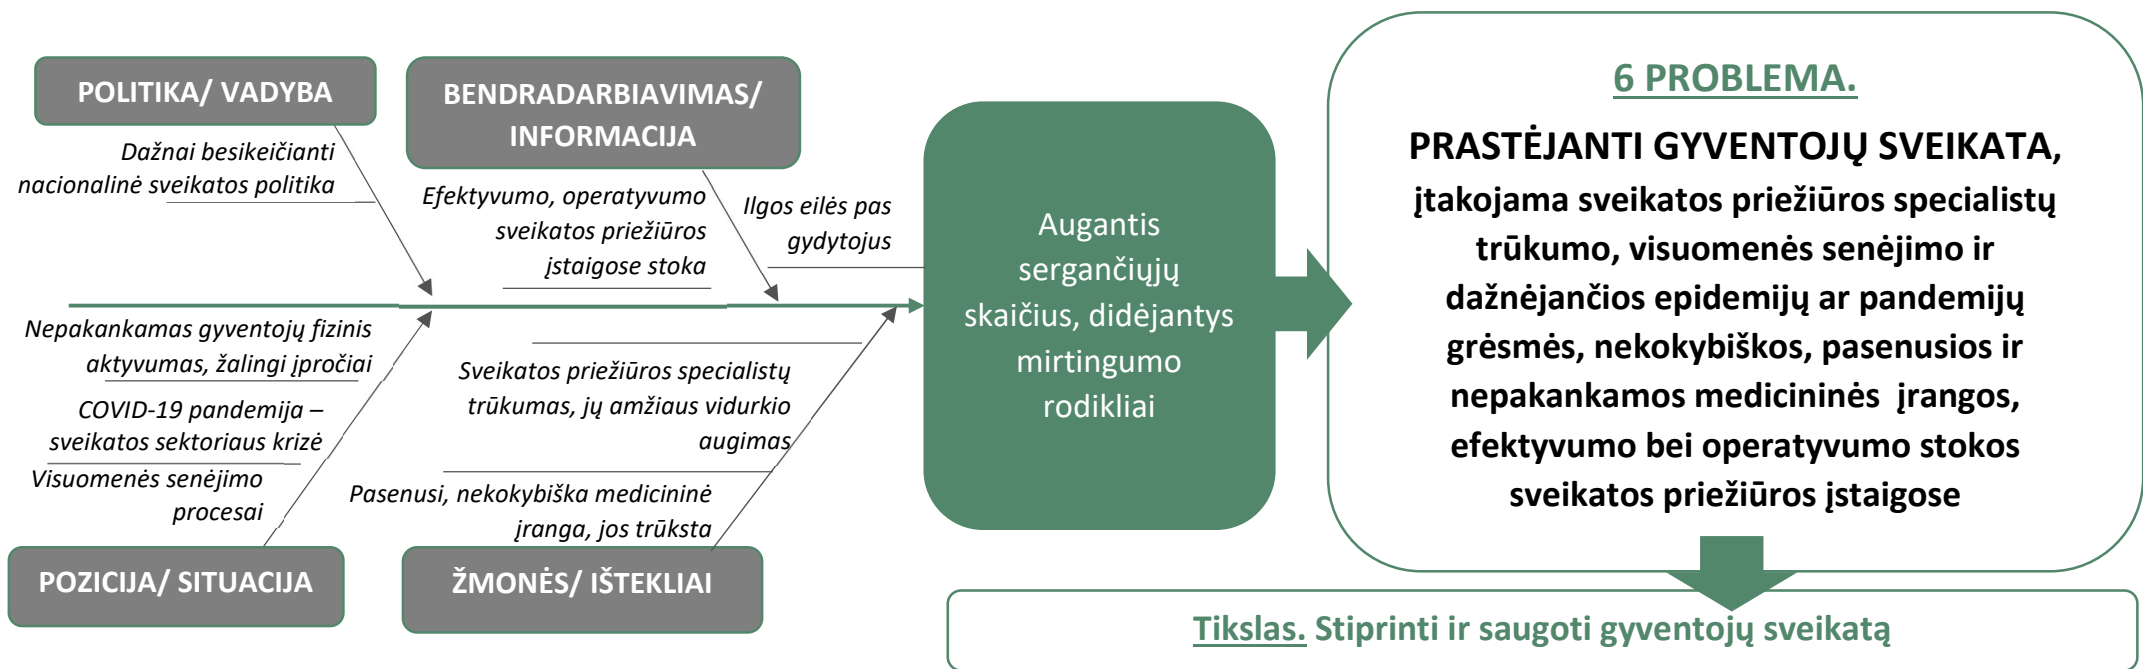 POLITIKA/ VADYBA
Dažnai besikeičianti
nacionalinė sveikatos politika
BENDRADARBIAVIMAS/
INFORMACIJA
Efektyvumo, operatyvumo
sveikatos priežiūros
įstaigose stoka
Ilgos eilės pas
gydytojus
Nepakankamas gyventojų fizinis
aktyvumas, žalingi įpročiai
COVID-19 pandemija –
sveikatos sektoriaus krizė
Visuomenės senėjimo
procesai
POZICIJA/ SITUACIJA
Sveikatos priežiūros specialistų
trūkumas, jų amžiaus vidurkio
augimas
Pasenusi, nekokybiška medicininė
įranga, jos trūksta
ŽMONĖS/ IŠTEKLIAI
Augantis
sergančiųjų
skaičius, didėjantys
mirtingumo
rodikliai
6 PROBLEMA.
PRASTĖJANTI GYVENTOJŲ SVEIKATA,
įtakojama sveikatos priežiūros specialistų
trūkumo, visuomenės senėjimo ir
dažnėjančios epidemijų ar pandemijų
grėsmės, nekokybiškos, pasenusios ir
nepakankamos medicininės įrangos,
efektyvumo bei operatyvumo stokos
sveikatos priežiūros įstaigose
Tikslas. Stiprinti ir saugoti gyventojų sveikatą